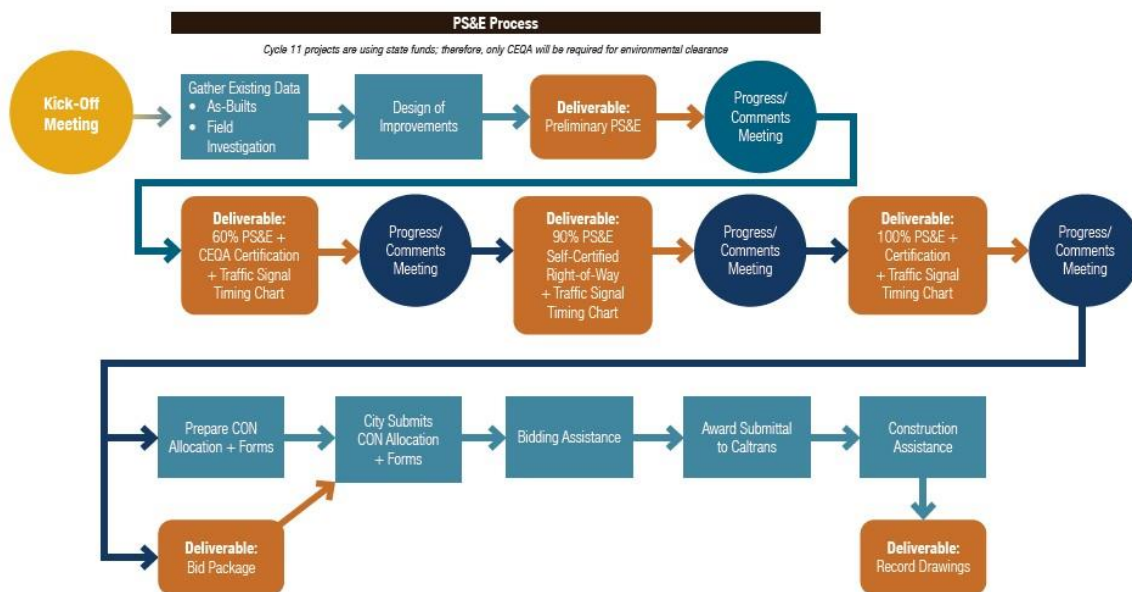 PS&E Process
Cycle 11 projects are using state funds; therefore, only CEQA will be required for environmental clearance
Kick-Off
Meeting
Gather Existing Data
• As-Builts
• Field
Investigation
Design of
Improvements
Deliverable:
Preliminary PS&E
Progress/
Comments
Meeting
Deliverable:
60% PS&E +
CEQA Certification
+ Traffic Signal
Timing Chart
Progress/
Comments
Meeting
Deliverable:
90% PS&E
Self-Certified
Right-of-Way
+ Traffic Signal
Timing Chart
Progress/
Comments
Meeting
Deliverable:
100% PS&E +
Certification
+ Traffic Signal
Timing Chart
Progress/
Comments
Meeting
Prepare CON
Allocation + Forms
City Submits
CON Allocation
+ Forms
Bidding Assistance
Award Submittal
to Caltrans
Construction
Assistance
Deliverable:
Bid Package
Deliverable:
Record Drawings